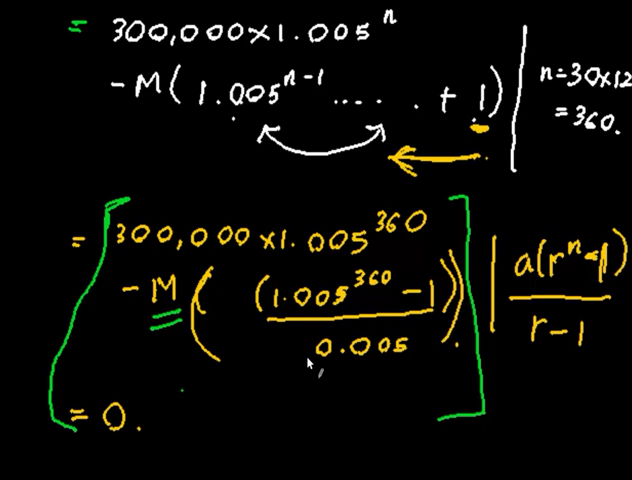 = 300,000×1.005^n
-M(1.005^{n-1} ..... . + 1)
n=30×12
=360.
= 300,000×1.005^360
-M( (1.005^360 -1) / 0.005 ).
= 0.
a(r^n-1)
r-1